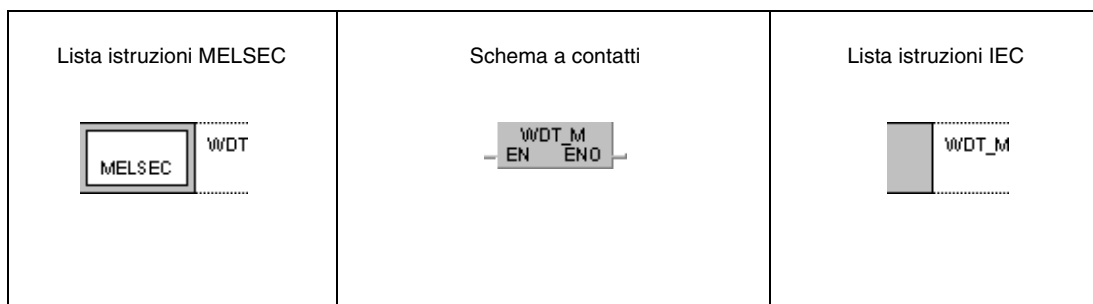 Lista istruzioni MELSEC
Schema a contatti
Lista istruzioni IEC
MELSEC
WDT
WDT_M
EN ENO
WDT_M